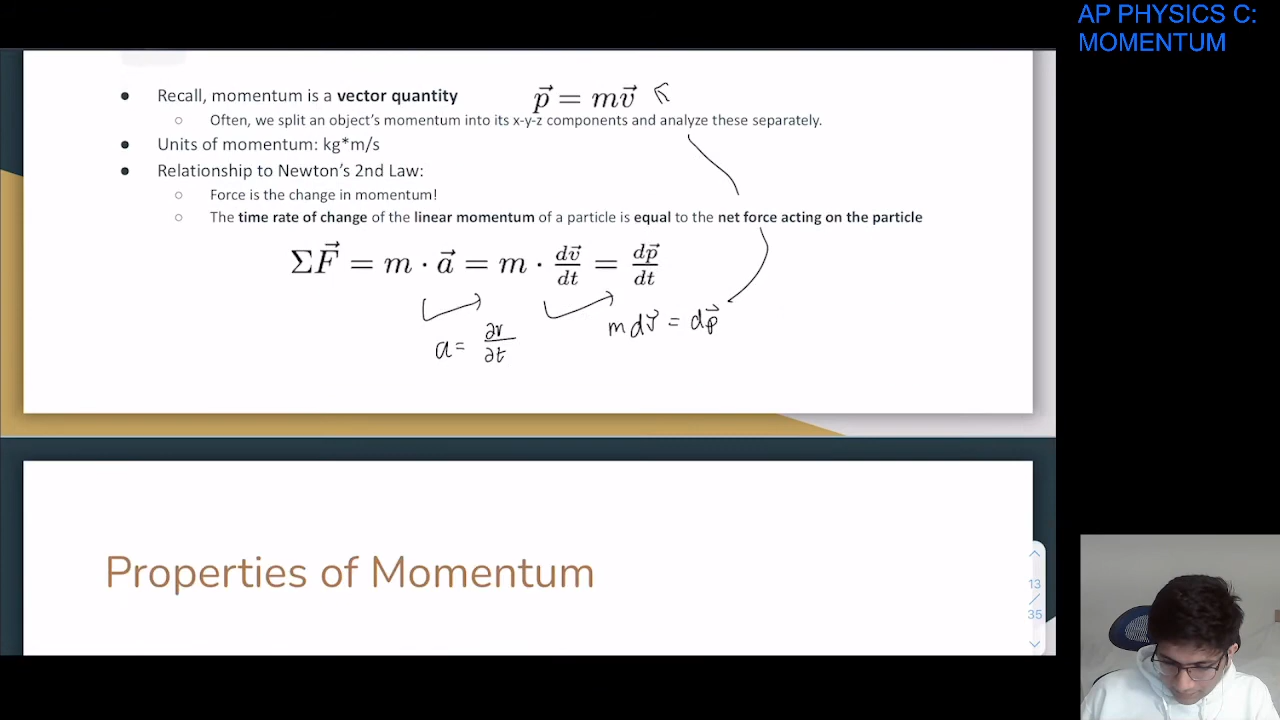 AP PHYSICS C:
MOMENTUM
● Recall, momentum is a vector quantity
p⃗ = mv⃗
○ Often, we split an object's momentum into its x-y-z components and analyze these separately.
● Units of momentum: kg*m/s
● Relationship to Newton's 2nd Law:
○ Force is the change in momentum!
○ The time rate of change of the linear momentum of a particle is equal to the net force acting on the particle
ΣF⃗ = m · a⃗ = m · dv⃗/dt = dp⃗/dt
mdv⃗ = dp⃗
a = ∂v/∂t
Properties of Momentum
13
/
35